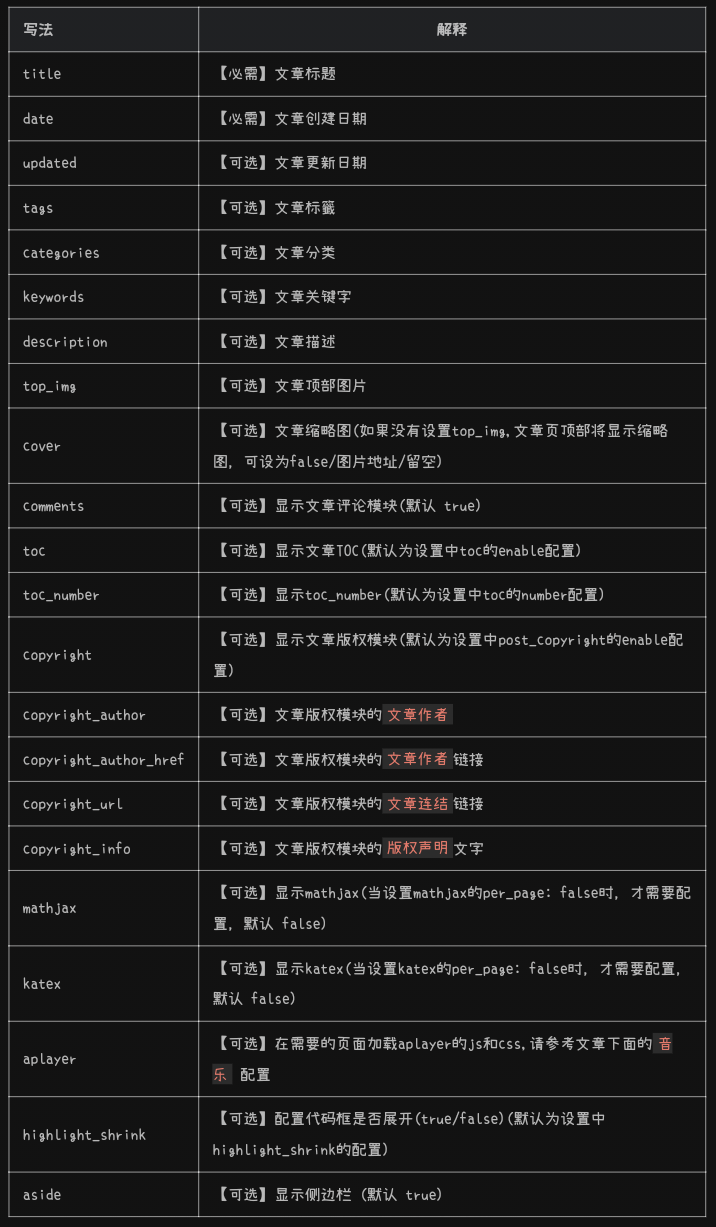 写法 解释
title 【必需】文章标题
date 【必需】文章创建日期
updated 【可选】文章更新日期
tags 【可选】文章标籤
categories 【可选】文章分类
keywords 【可选】文章关键字
description 【可选】文章描述
top_img 【可选】文章顶部图片
cover 【可选】文章缩略图(如果没有设置top_img,文章页顶部将显示缩略
图, 可设为false/图片地址/留空)
comments 【可选】显示文章评论模块(默认 true)
toc 【可选】显示文章TOC(默认为设置中toc的enable配置)
toc_number 【可选】显示toc_number(默认为设置中toc的number配置)
copyright 【可选】显示文章版权模块(默认为设置中post_copyright的enable配
置)
copyright_author 【可选】文章版权模块的文章作者
copyright_author_href 【可选】文章版权模块的文章作者链接
copyright_url 【可选】文章版权模块的文章连结链接
copyright_info 【可选】文章版权模块的版权声明文字
mathjax 【可选】显示mathjax(当设置mathjax的per_page: false时, 才需要配
置, 默认 false)
katex 【可选】显示katex(当设置katex的per_page: false时, 才需要配置,
默认 false)
aplayer 【可选】在需要的页面加载aplayer的js和css,请参考文章下面的音
乐 配置
highlight_shrink 【可选】配置代码框是否展开(true/false)(默认为设置中
highlight_shrink的配置)
aside 【可选】显示侧边栏 (默认 true)